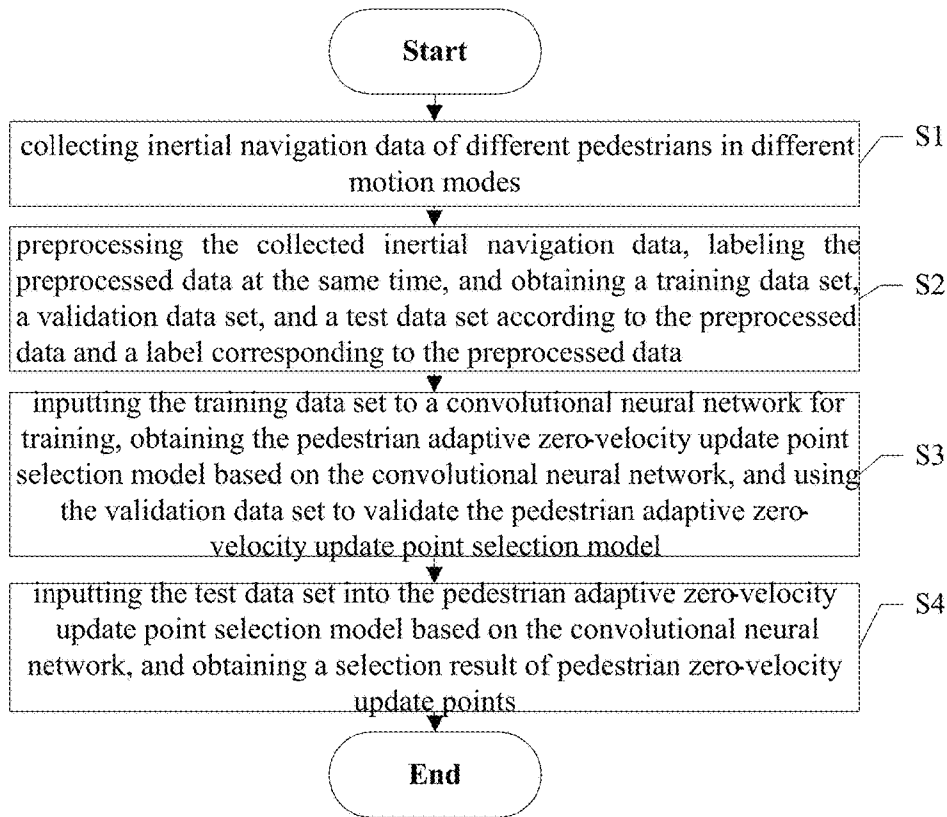 Start
collecting inertial navigation data of different pedestrians in different
motion modes
S1
preprocessing the collected inertial navigation data, labeling the
preprocessed data at the same time, and obtaining a training data set,
a validation data set, and a test data set according to the preprocessed
data and a label corresponding to the preprocessed data
S2
inputting the training data set to a convolutional neural network for
training, obtaining the pedestrian adaptive zero-velocity update point
selection model based on the convolutional neural network, and using
the validation data set to validate the pedestrian adaptive zero-
velocity update point selection model
S3
inputting the test data set into the pedestrian adaptive zero-velocity
update point selection model based on the convolutional neural
network, and obtaining a selection result of pedestrian zero-velocity
update points
S4
End